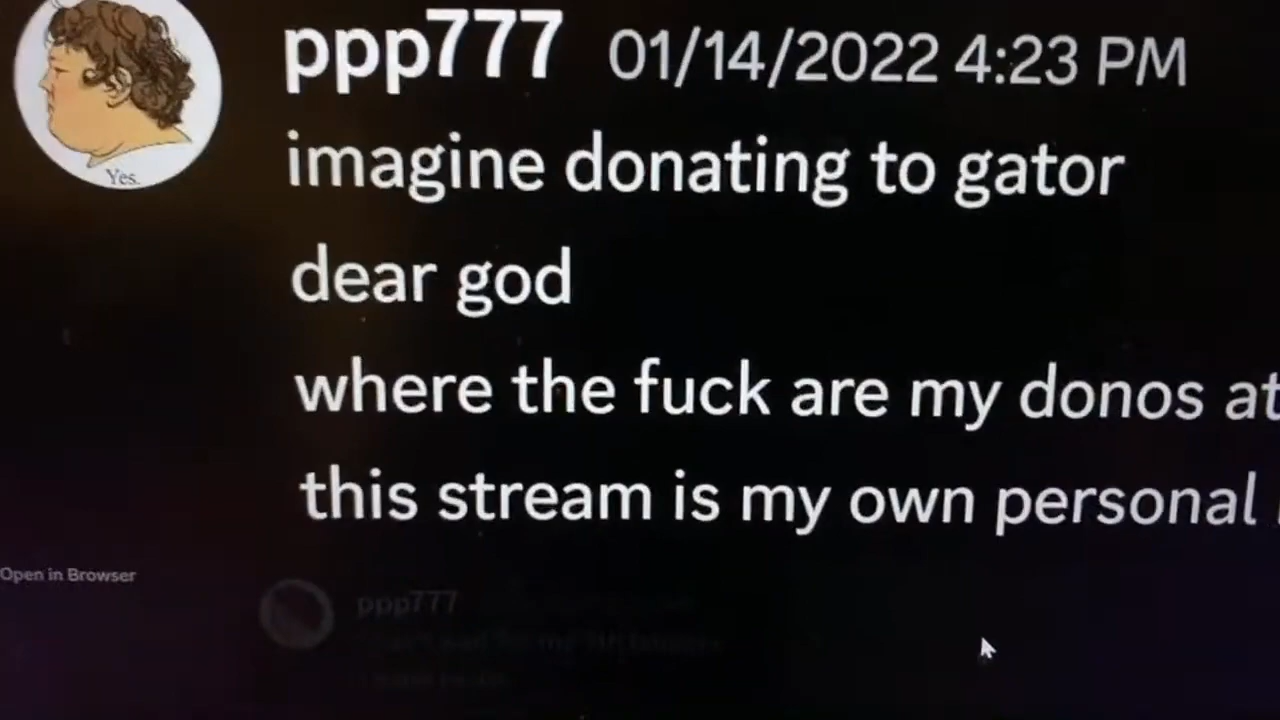 ppp777 01/14/2022 4:23 PM
Yes.
imagine donating to gator
dear god
where the fuck are my donos at
this stream is my own personal
Open in Browser
ppp777